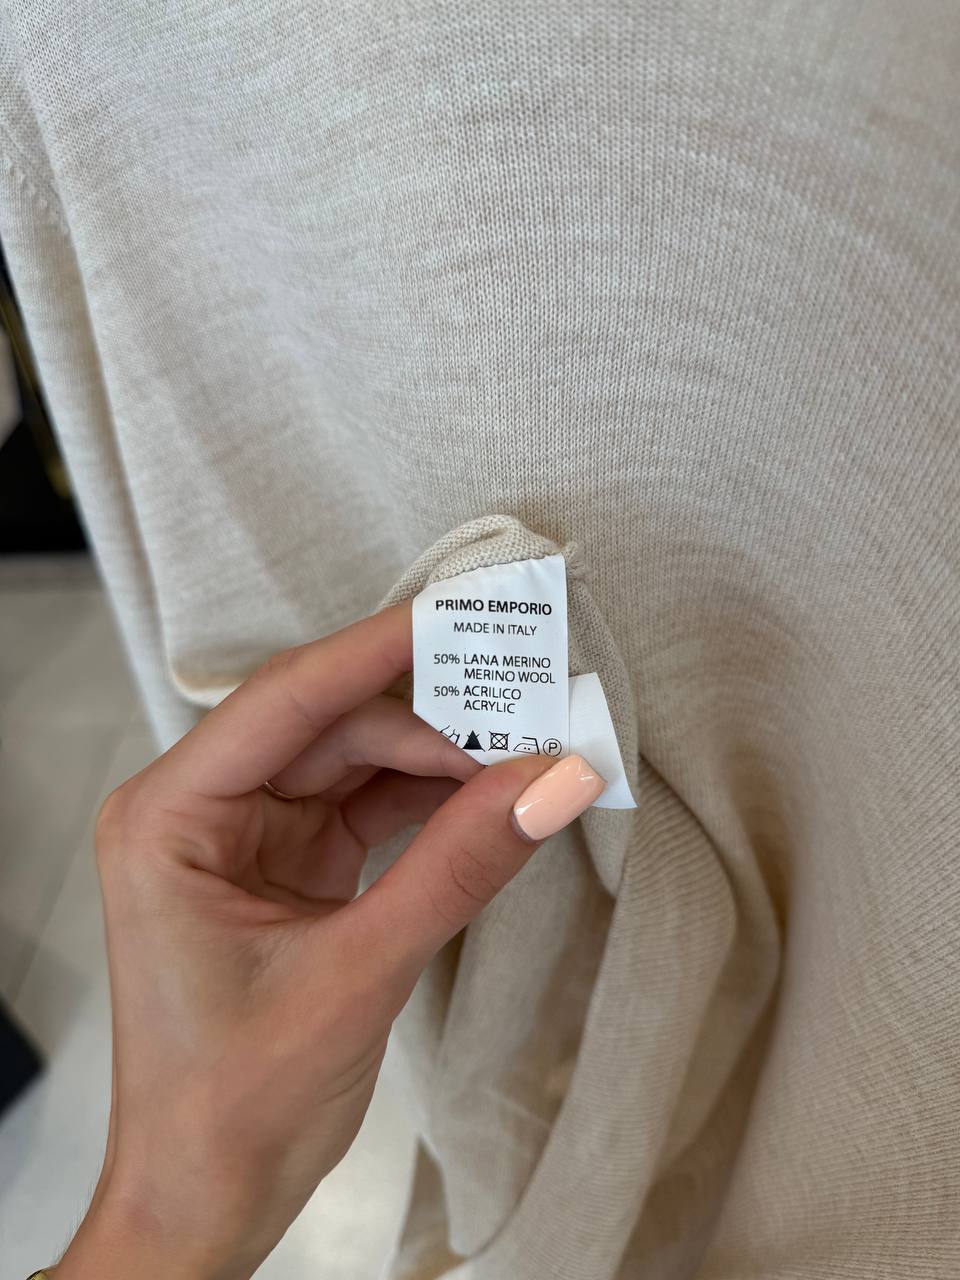 PRIMO EMPORIO
MADE IN ITALY
50% LANA MERINO
MERINO WOOL
50% ACRILICO
ACRYLIC
P